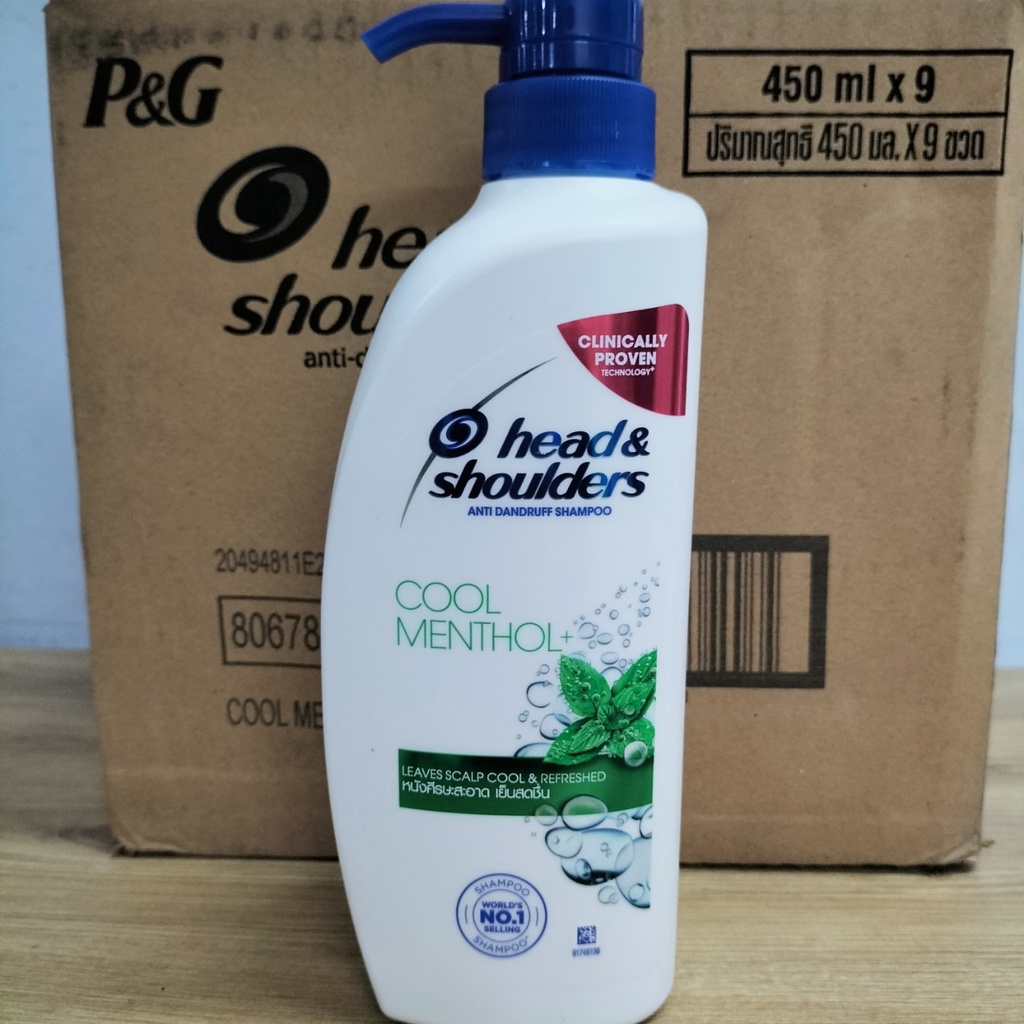 P&G
450 ml x 9
ปริมาณสุทธิ 450 มล. X 9 ขวด
he
shou
anti-d
20494811E2
80678
COOL ME
CLINICALLY
PROVEN
TECHNOLOGY+
head &
shoulders
ANTI DANDRUFF SHAMPOO
COOL
MENTHOL+
LEAVES SCALP COOL & REFRESHED
หนังศีรษะสะอาด เย็นสดชื่น
SHAMPOO
WORLD'S
NO.1
SELLING
SHAMPOO*